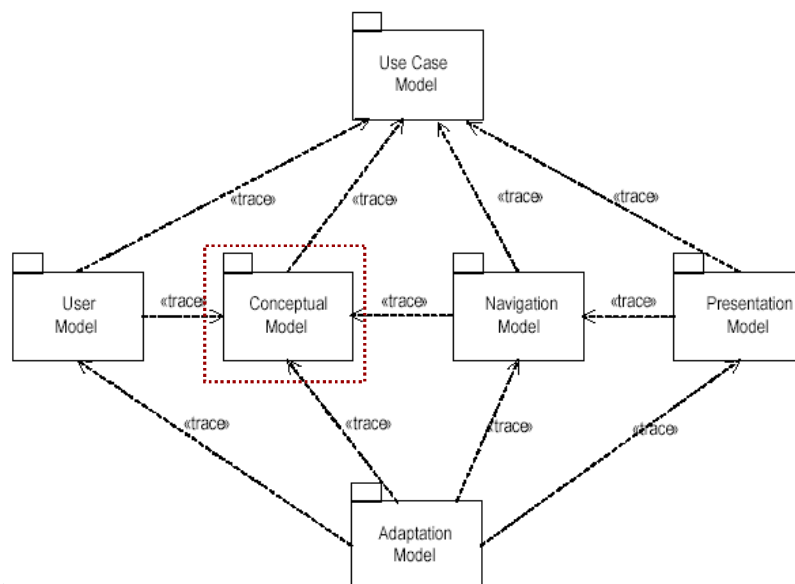 Use Case
Model
«trace»
«trace»
«trace»
«trace»
User
Model
«trace»
Conceptual
Model
«trace»
Navigation
Model
«trace»
Presentation
Model
«trace»
«trace»
«trace»
«trace»
Adaptation
Model